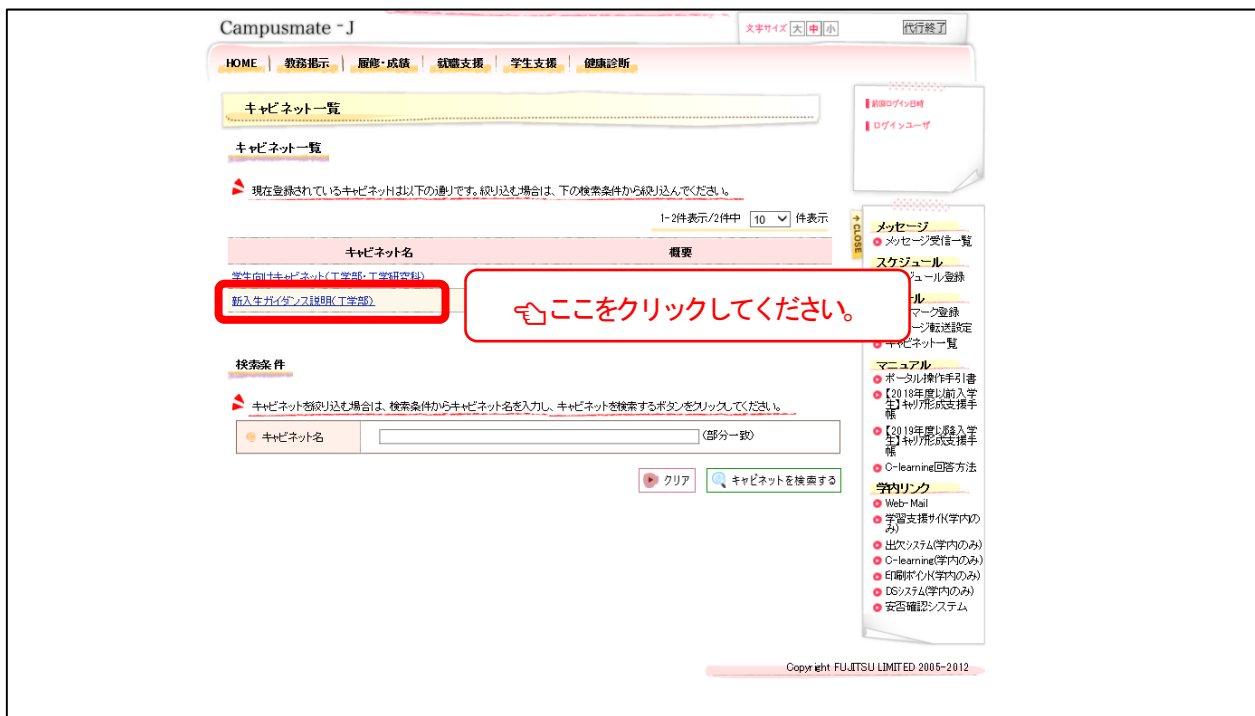 Campusmate-J
文字サイズ 大 中 小
代行終了
HOME 教務掲示 履修・成績 就職支援 学生支援 健康診断
キャビネット一覧
キャビネット一覧
現在登録されているキャビネットは以下の通りです。絞り込む場合は、下の検索条件から絞り込んでください。
1-2件表示/2件中 10 件表示
キャビネット名 概要
学生向けキャビネット(工学部・工学研究科)
新入生ガイダンス説明(工学部)
ここをクリックしてください。
検索条件
キャビネットを絞り込む場合は、検索条件からキャビネット名を入力し、キャビネットを検索するボタンをクリックしてください。
キャビネット名 (部分一致)
クリア キャビネットを検索する
前回ログイン日時
ログインユーザ
CLOSE
メッセージ
メッセージ受信一覧
スケジュール
ジュール登録
ル
マーク登録
ージ転送設定
キャビネット一覧
マニュアル
ポータル操作手引書
【2018年度以前入学
生】キャリア形成支援手
帳
【2019年度以降入学
生】キャリア形成支援手
帳
C-learning回答方法
学内リンク
Web-Mail
学習支援サイト(学内の
み)
出欠システム(学内のみ)
C-learning(学内のみ)
印刷ポイント(学内のみ)
DSシステム(学内のみ)
安否確認システム
Copyright FUJITSU LIMITED 2005-2012